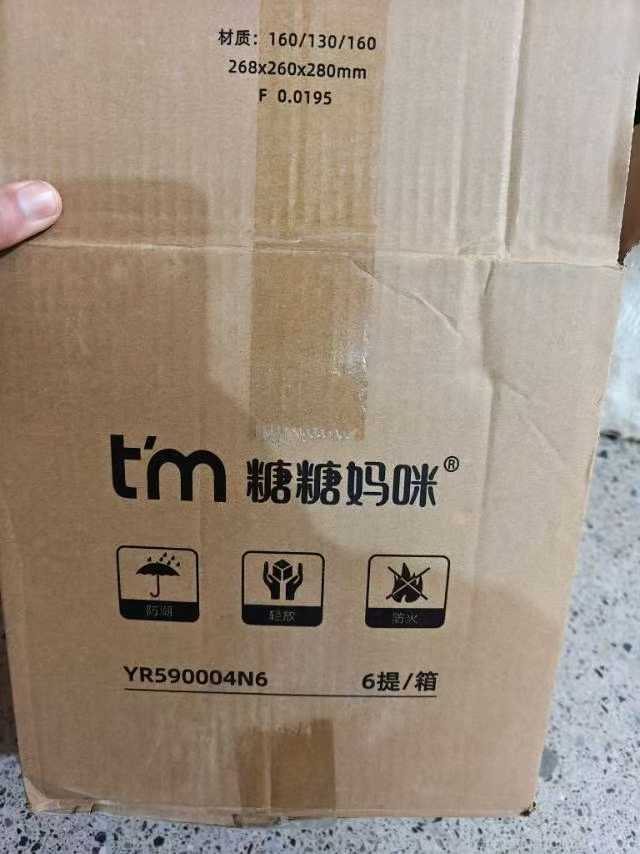 材质: 160/130/160
268x260x280mm
F 0.0195
t'm 糖糖妈咪®
防潮 轻放 防火
YR590004N6 6提/箱